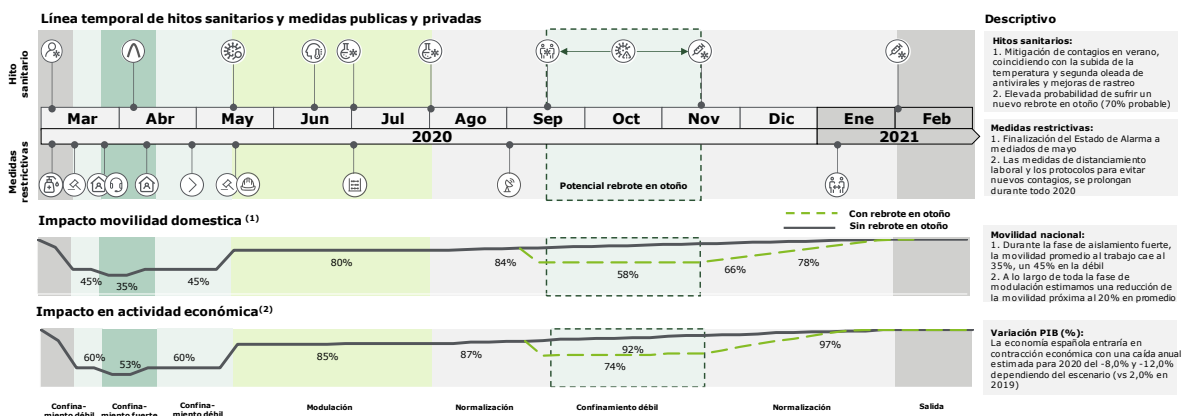 Línea temporal de hitos sanitarios y medidas publicas y privadas
Hito
sanitario
Mar Abr May Jun Jul Ago Sep Oct Nov Dic Ene Feb
2020 2021
Medidas
restrictivas
Potencial rebrote en otoño
Impacto movilidad domestica (1)
Con rebrote en otoño
Sin rebrote en otoño
45% 35% 45% 80% 84% 58% 66% 78%
Impacto en actividad económica(2)
60% 53% 60% 85% 87% 92% 74% 97%
Confina-
miento débil
Confina-
miento fuerte
Confina-
miento débil
Modulación
Normalización
Confinamiento débil
Normalización
Salida
Descriptivo
Hitos sanitarios:
1. Mitigación de contagios en verano,
coincidiendo con la subida de la
temperatura y segunda oleada de
antivirales y mejoras de rastreo
2. Elevada probabilidad de sufrir un
nuevo rebrote en otoño (70% probable)
Medidas restrictivas:
1. Finalización del Estado de Alarma a
mediados de mayo
2. Las medidas de distanciamiento
laboral y los protocolos para evitar
nuevos contagios, se prolongan
durante todo 2020
Movilidad nacional:
1. Durante la fase de aislamiento fuerte,
la movilidad promedio al trabajo cae al
35%, un 45% en la débil
2. A lo largo de toda la fase de
modulación estimamos una reducción de
la movilidad próxima al 20% en promedio
Variación PIB (%):
La economía española entraría en
contracción económica con una caída anual
estimada para 2020 del -8,0% y -12,0%
dependiendo del escenario (vs 2,0% en
2019)